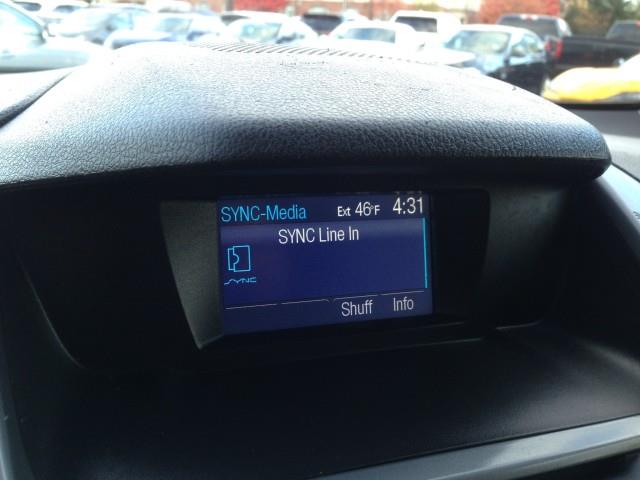 SYNC-Media Ext 46°F 4:31
SYNC Line In
SYNC
Shuff Info